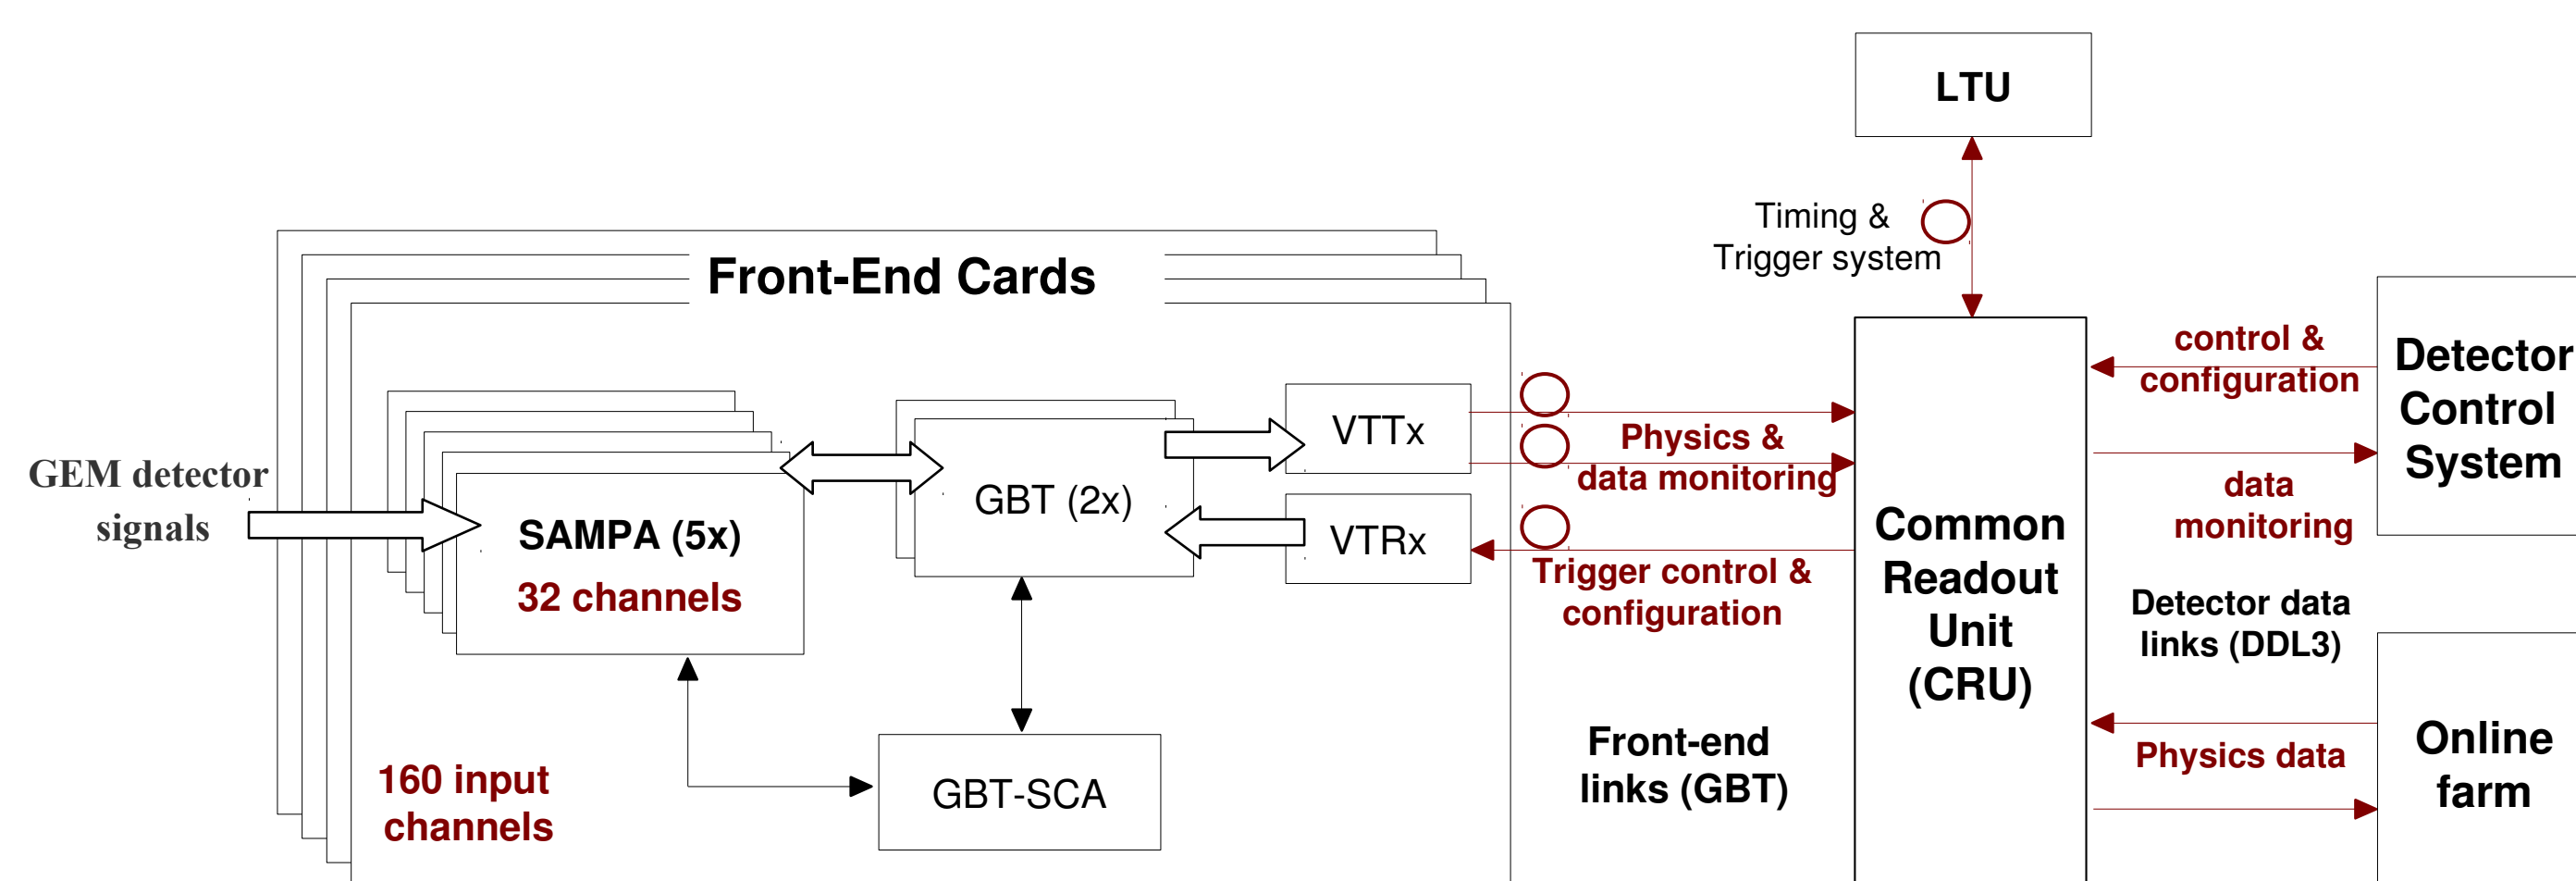 LTU
Timing &
Trigger system
Front-End Cards
GEM detector
signals
SAMPA (5x)
32 channels
GBT (2x)
VTTx
VTRx
GBT-SCA
160 input
channels
Physics &
data monitoring
Trigger control &
configuration
Front-end
links (GBT)
Common
Readout
Unit
(CRU)
control &
configuration
data
monitoring
Detector data
links (DDL3)
Physics data
Detector
Control
System
Online
farm